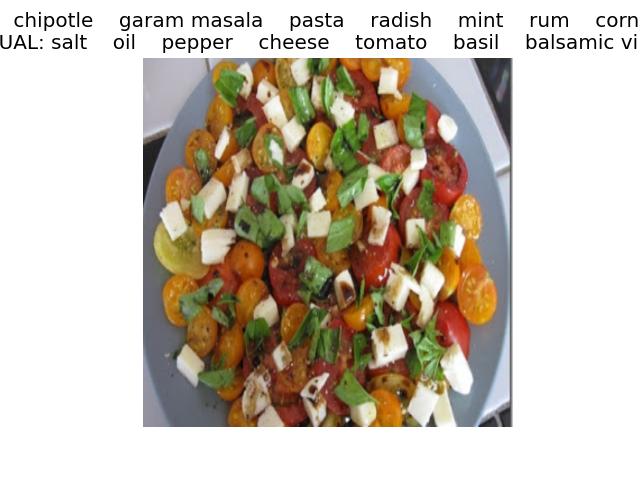 chipotle garam masala pasta radish mint rum corn
UAL: salt oil pepper cheese tomato basil balsamic vi